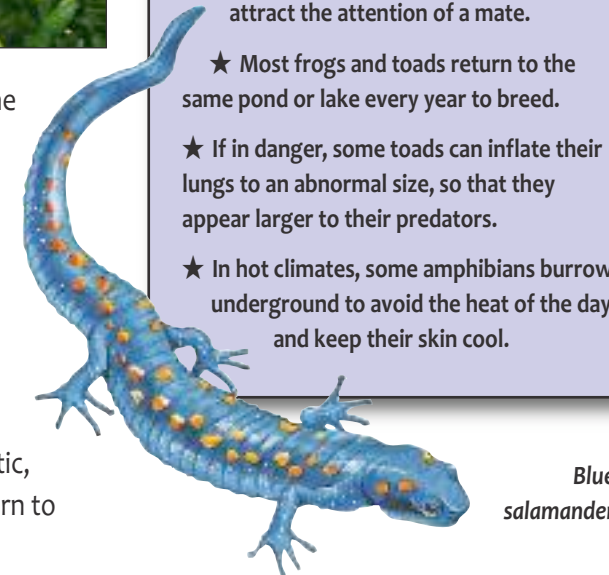 attract the attention of a mate.
★ Most frogs and toads return to the
same pond or lake every year to breed.
★ If in danger, some toads can inflate their
lungs to an abnormal size, so that they
appear larger to their predators.
★ In hot climates, some amphibians burrow
underground to avoid the heat of the day
and keep their skin cool.
Blue
salamander